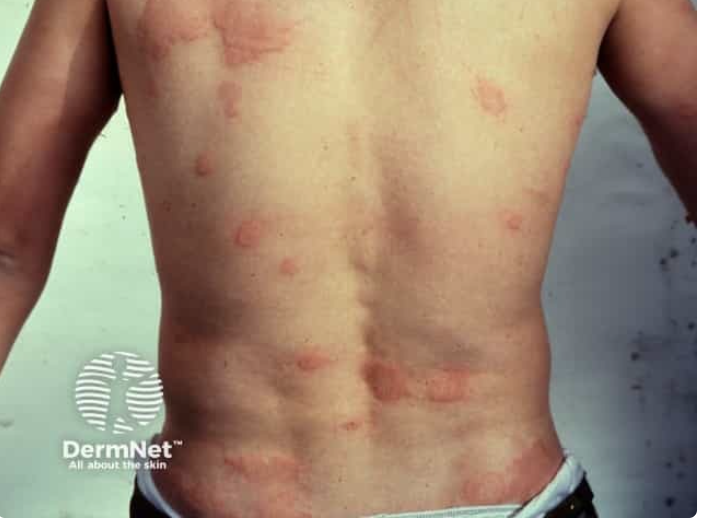 DermNet™
All about the skin